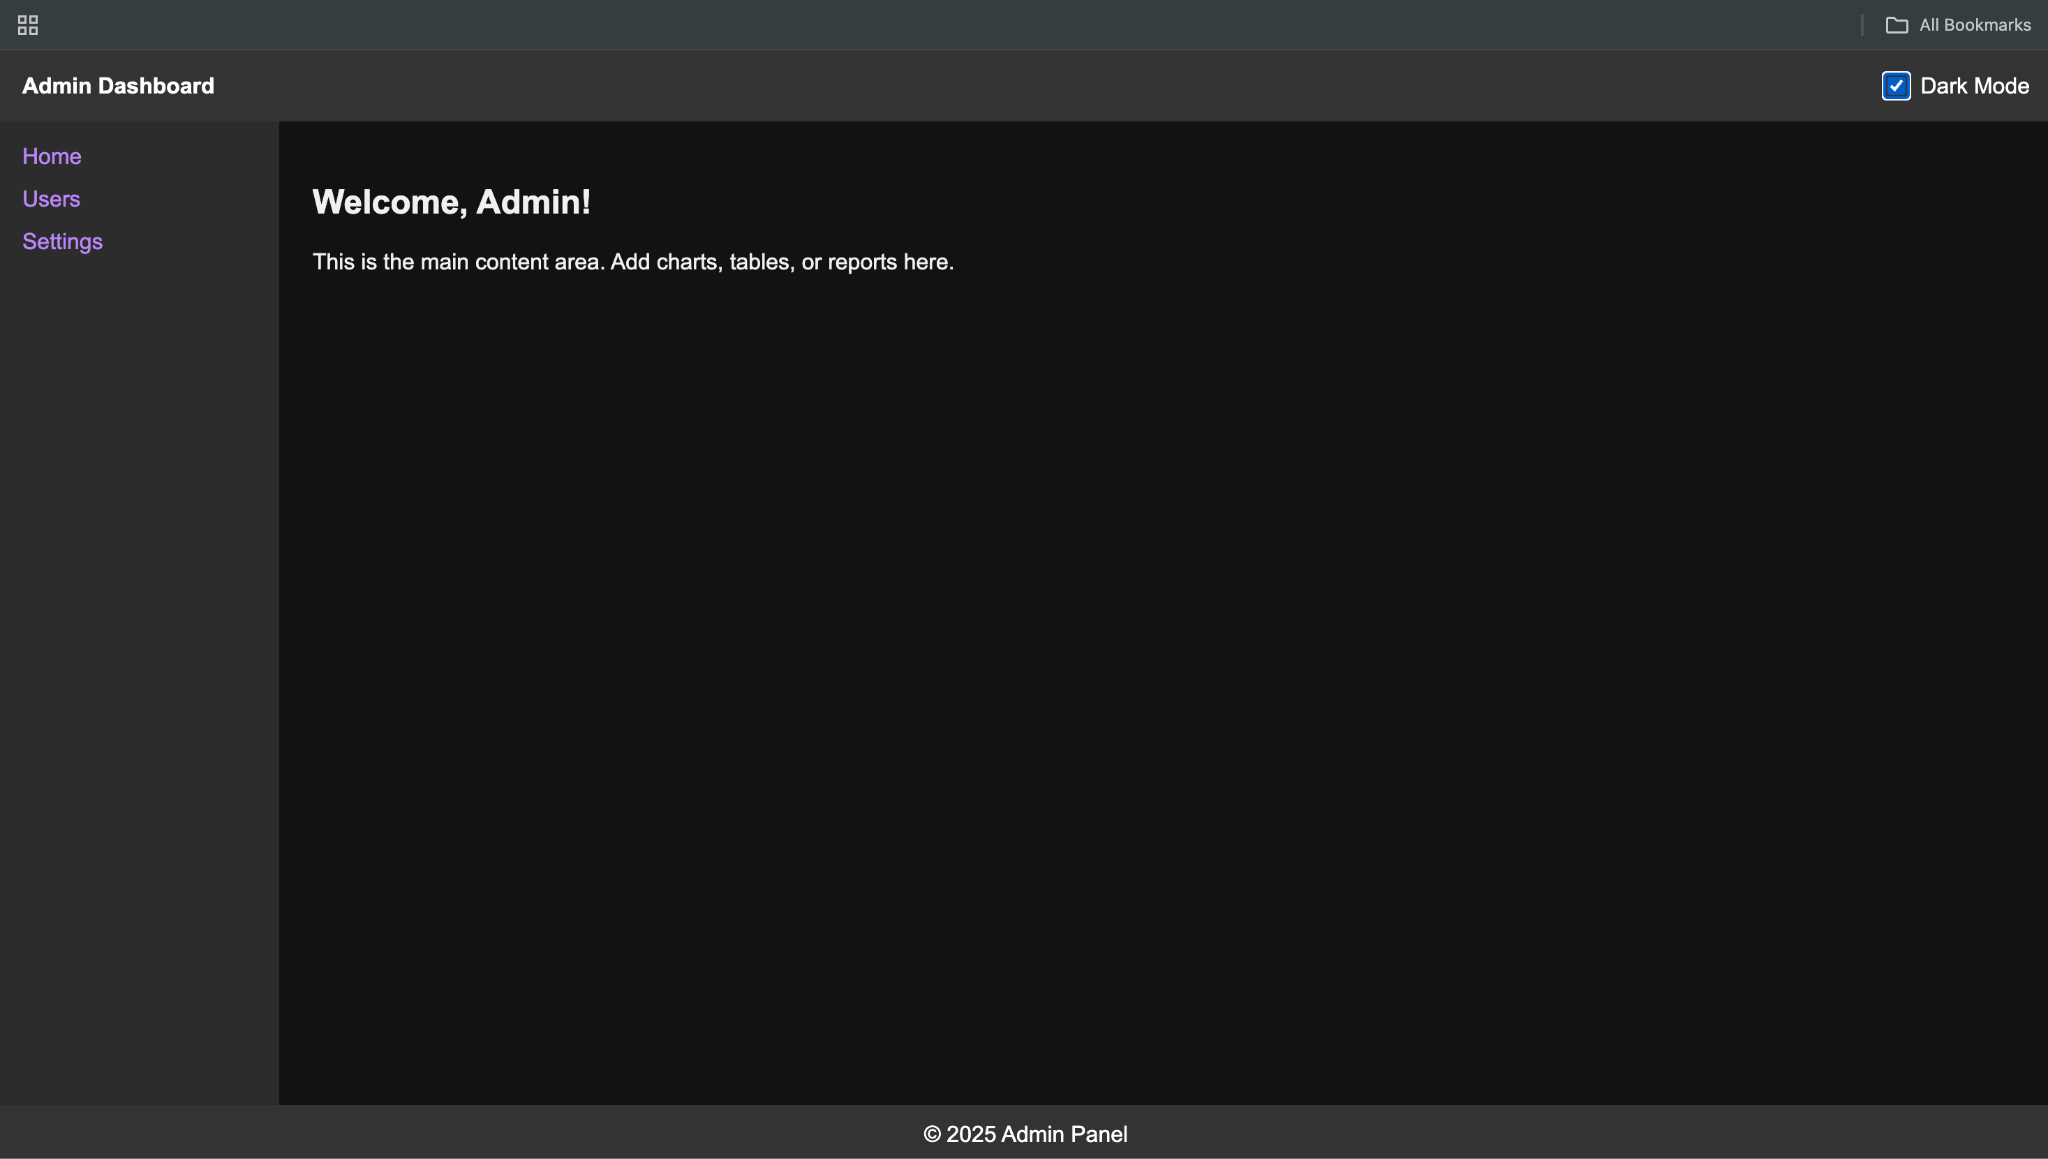 All Bookmarks
Admin Dashboard
Dark Mode
Home
Users
Settings
Welcome, Admin!
This is the main content area. Add charts, tables, or reports here.
© 2025 Admin Panel